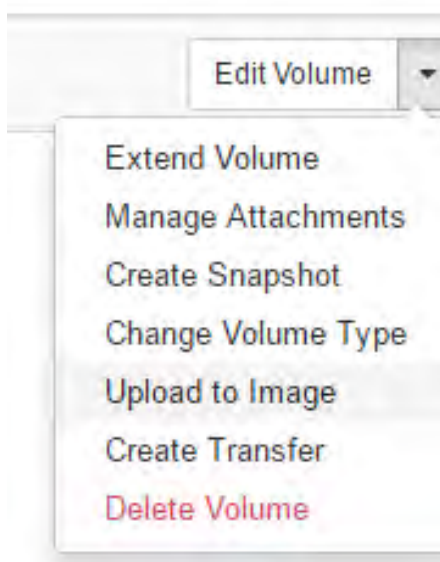 Edit Volume
Extend Volume
Manage Attachments
Create Snapshot
Change Volume Type
Upload to Image
Create Transfer
Delete Volume